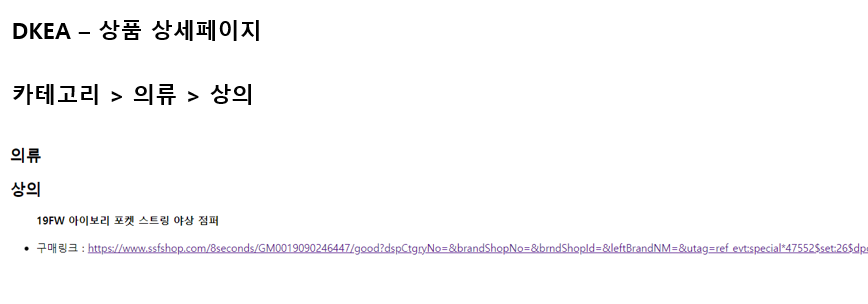 DKEA – 상품 상세페이지
카테고리 > 의류 > 상의
의류
상의
19FW 아이보리 포켓 스트링 야상 점퍼
• 구매링크 : https://www.ssfshop.com/8seconds/GM0019090246447/good?dspCtgryNo=&brandShopNo=&brndShopId=&leftBrandNM=&utag=ref_evt:special*47552$set:26$dp